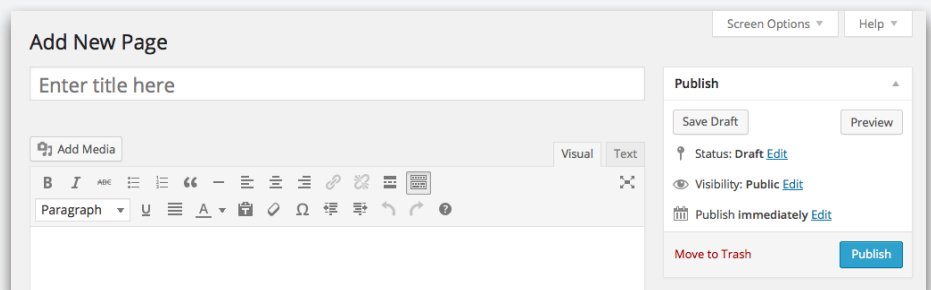 Screen Options Help
Add New Page
Enter title here
Publish
Save Draft Preview
Add Media
Visual Text
Status: Draft Edit
B I ABC
Visibility: Public Edit
Paragraph U A Ω
Publish immediately Edit
Move to Trash Publish